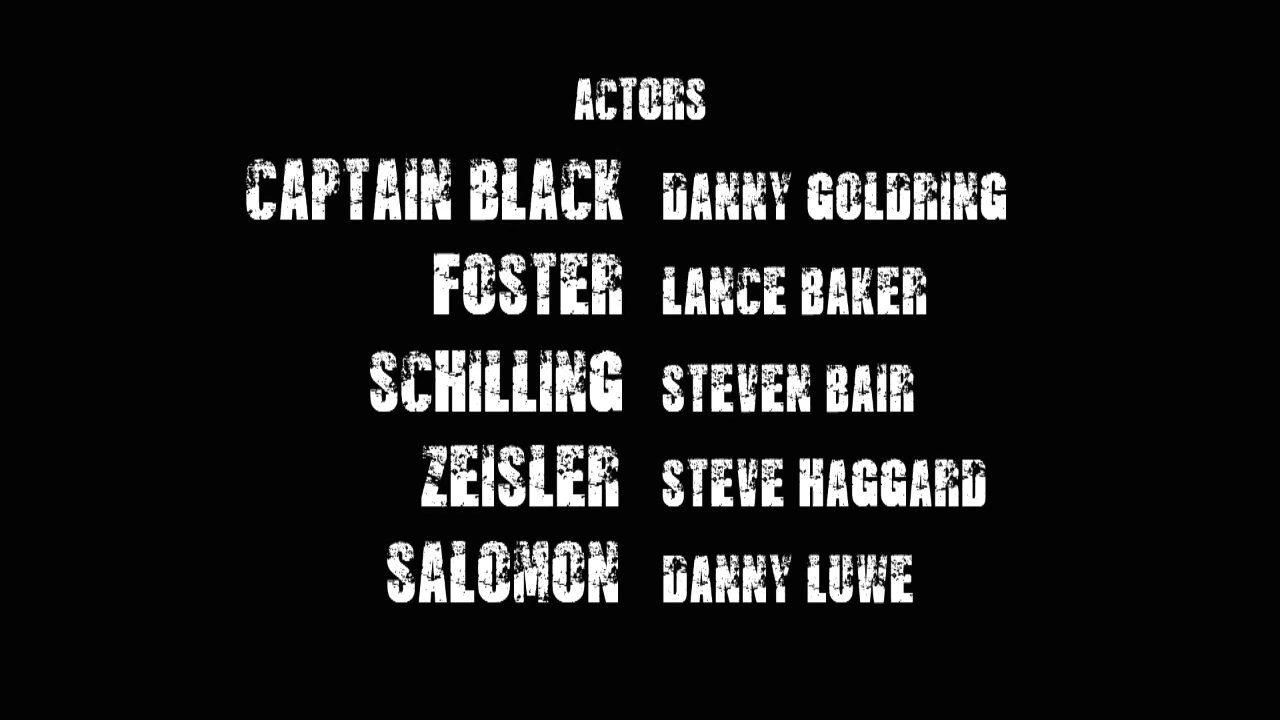 ACTORS
CAPTAIN BLACK DANNY GOLDRING
FOSTER LANCE BAKER
SCHILLING STEVEN BAIR
ZEISLER STEVE HAGGARD
SALOMON DANNY LUWE